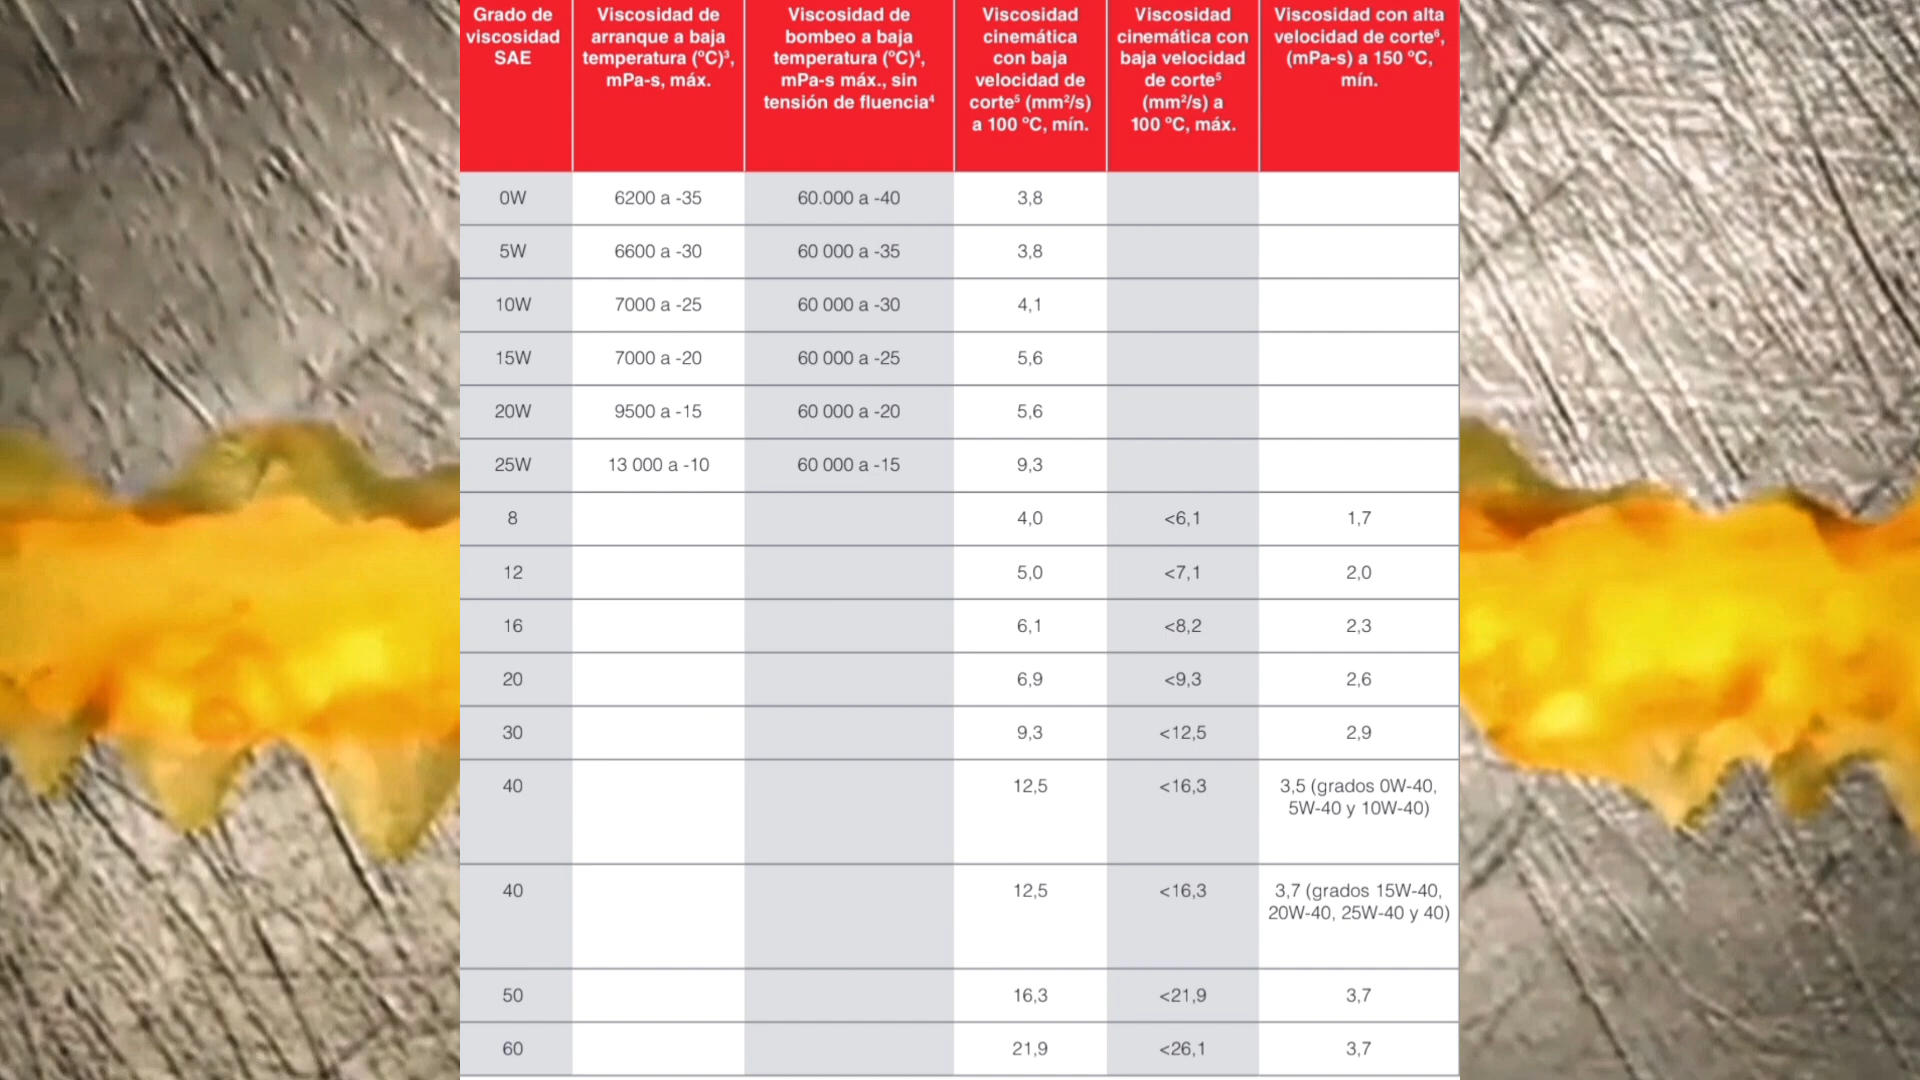 Grado de viscosidad SAE
Viscosidad de arranque a baja temperatura (ºC)³, mPa-s, máx.
Viscosidad de bombeo a baja temperatura (ºC)⁴, mPa-s máx., sin tensión de fluencia⁴
Viscosidad cinemática con baja velocidad de corte⁵ (mm²/s) a 100 ºC, mín.
Viscosidad cinemática con baja velocidad de corte⁵ (mm²/s) a 100 ºC, máx.
Viscosidad con alta velocidad de corte⁶, (mPa-s) a 150 ºC, mín.
0W 6200 a -35 60.000 a -40 3,8
5W 6600 a -30 60 000 a -35 3,8
10W 7000 a -25 60 000 a -30 4,1
15W 7000 a -20 60 000 a -25 5,6
20W 9500 a -15 60 000 a -20 5,6
25W 13 000 a -10 60 000 a -15 9,3
8 4,0 <6,1 1,7
12 5,0 <7,1 2,0
16 6,1 <8,2 2,3
20 6,9 <9,3 2,6
30 9,3 <12,5 2,9
40 12,5 <16,3 3,5 (grados 0W-40,
5W-40 y 10W-40)
40 12,5 <16,3 3,7 (grados 15W-40,
20W-40, 25W-40 y 40)
50 16,3 <21,9 3,7
60 21,9 <26,1 3,7